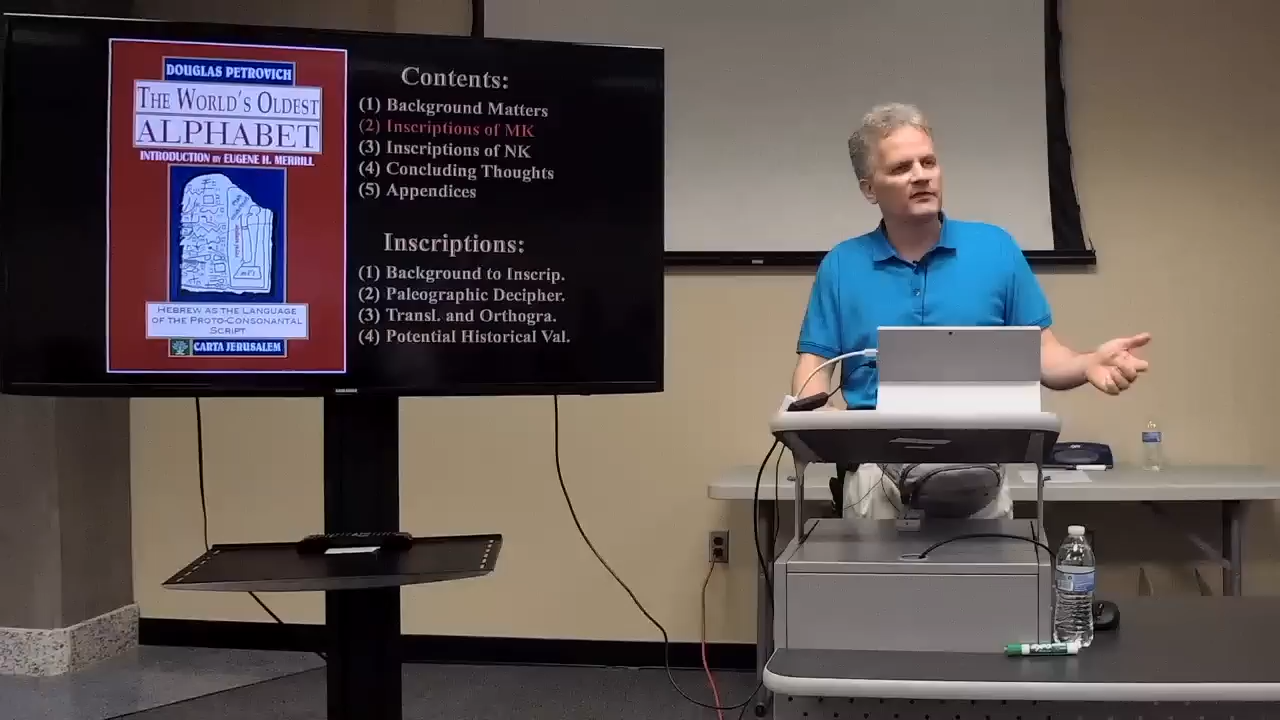 DOUGLAS PETROVICH
THE WORLD'S OLDEST
ALPHABET
INTRODUCTION BY EUGENE H. MERRILL
HEBREW AS THE LANGUAGE
OF THE PROTO-CONSONANTAL
SCRIPT
CARTA JERUSALEM
Contents:
(1) Background Matters
(2) Inscriptions of MK
(3) Inscriptions of NK
(4) Concluding Thoughts
(5) Appendices
Inscriptions:
(1) Background to Inscrip.
(2) Paleographic Decipher.
(3) Transl. and Orthogra.
(4) Potential Historical Val.